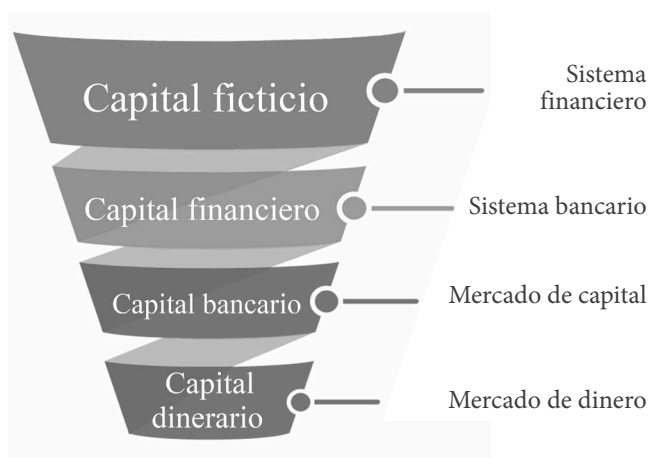 Capital ficticio
Sistema
financiero
Capital financiero
Sistema bancario
Capital bancario
Mercado de capital
Capital
dinerario
Mercado de dinero